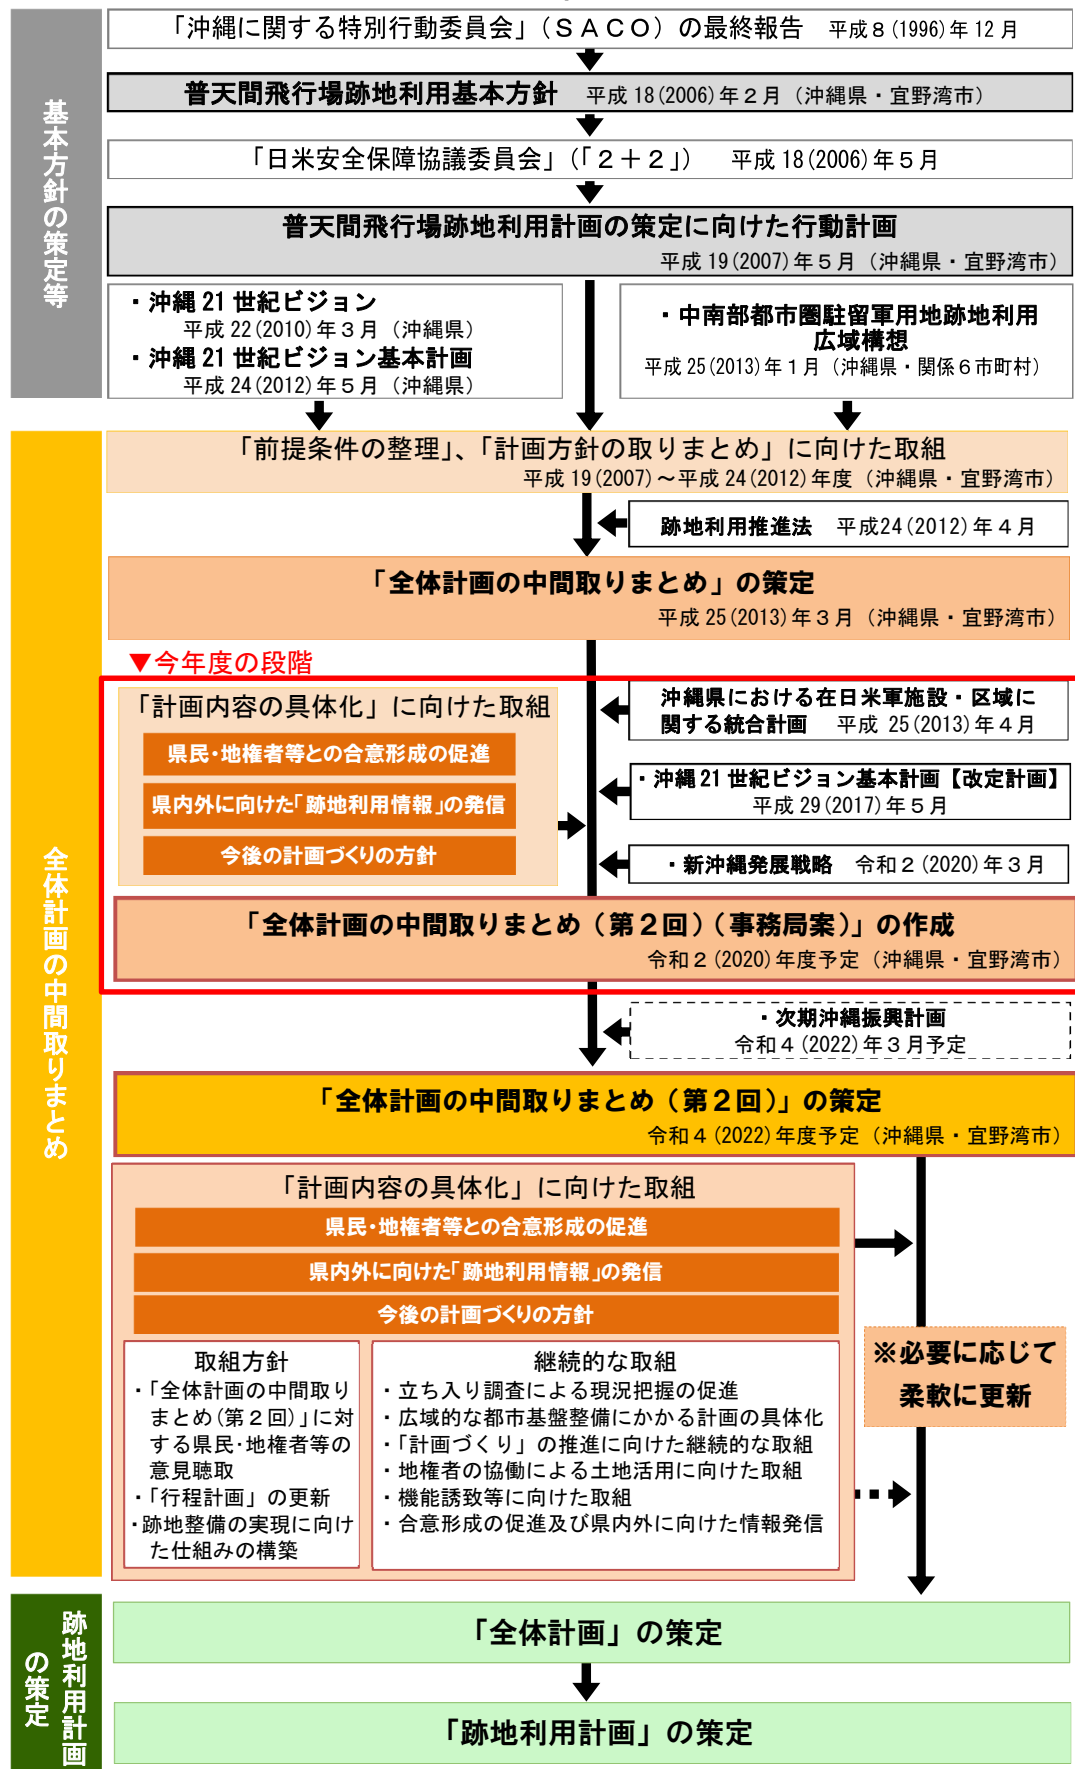 基本方針の策定等
「沖縄に関する特別行動委員会」（ＳＡＣＯ）の最終報告　平成８(1996)年12月
普天間飛行場跡地利用基本方針　平成18(2006)年２月（沖縄県・宜野湾市）
「日米安全保障協議委員会」（「２＋２」）　平成18(2006)年５月
普天間飛行場跡地利用計画の策定に向けた行動計画
平成19(2007)年５月（沖縄県・宜野湾市）
・沖縄21世紀ビジョン
平成22(2010)年３月（沖縄県）
・沖縄21世紀ビジョン基本計画
平成24(2012)年５月（沖縄県）
・中南部都市圏駐留軍用地跡地利用
広域構想
平成25(2013)年１月（沖縄県・関係６市町村）
全体計画の中間取りまとめ
「前提条件の整理」、「計画方針の取りまとめ」に向けた取組
平成19(2007)～平成24(2012)年度（沖縄県・宜野湾市）
跡地利用推進法　平成24(2012)年４月
「全体計画の中間取りまとめ」の策定
平成25(2013)年３月（沖縄県・宜野湾市）
▼今年度の段階
「計画内容の具体化」に向けた取組
県民・地権者等との合意形成の促進
県内外に向けた「跡地利用情報」の発信
今後の計画づくりの方針
沖縄県における在日米軍施設・区域に
関する統合計画　平成 25(2013)年４月
・沖縄21世紀ビジョン基本計画【改定計画】
平成29(2017)年５月
・新沖縄発展戦略　令和２(2020)年３月
「全体計画の中間取りまとめ（第２回）（事務局案）」の作成
令和２(2020)年度予定（沖縄県・宜野湾市）
・次期沖縄振興計画
令和４(2022)年３月予定
「全体計画の中間取りまとめ（第２回）」の策定
令和４(2022)年度予定（沖縄県・宜野湾市）
「計画内容の具体化」に向けた取組
県民・地権者等との合意形成の促進
県内外に向けた「跡地利用情報」の発信
今後の計画づくりの方針
取組方針
・「全体計画の中間取り
まとめ(第２回)」に対
する県民・地権者等の
意見聴取
・「行程計画」の更新
・跡地整備の実現に向け
た仕組みの構築
継続的な取組
・立ち入り調査による現況把握の促進
・広域的な都市基盤整備にかかる計画の具体化
・「計画づくり」の推進に向けた継続的な取組
・地権者の協働による土地活用に向けた取組
・機能誘致等に向けた取組
・合意形成の促進及び県内外に向けた情報発信
※必要に応じて
柔軟に更新
跡地利用計画
の策定
「全体計画」の策定
「跡地利用計画」の策定